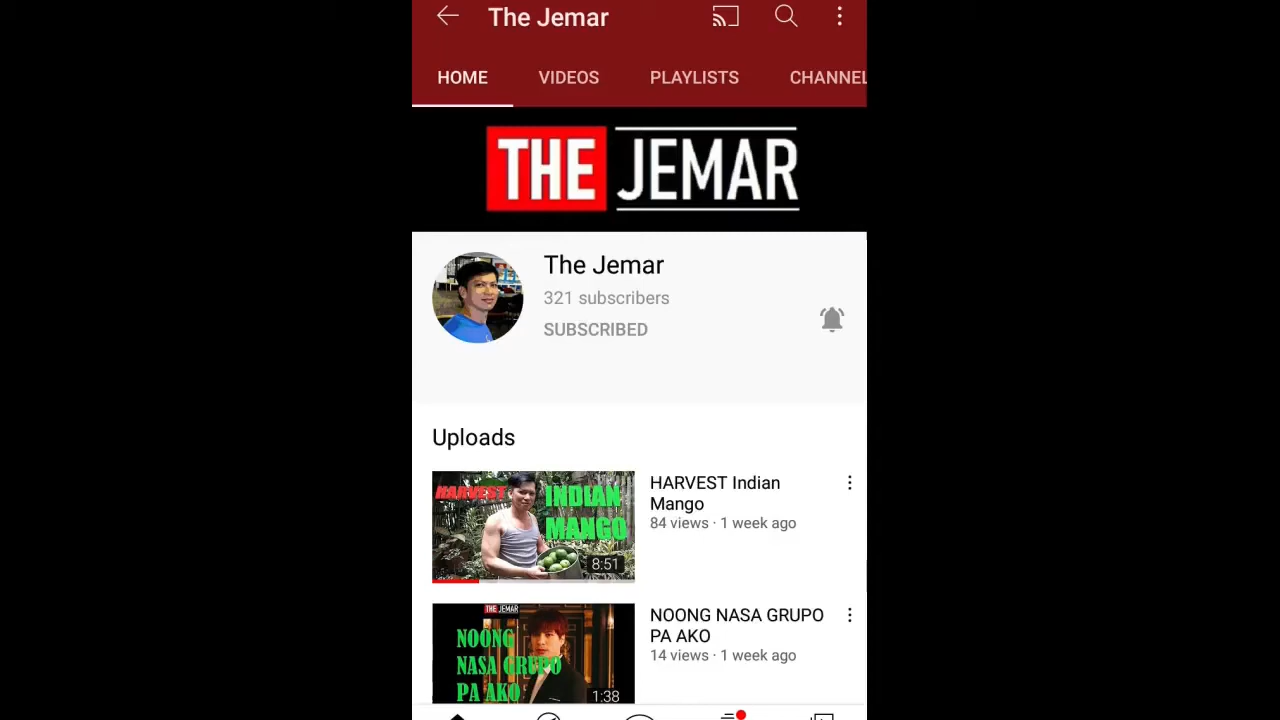 The Jemar
HOME VIDEOS PLAYLISTS CHANNEL
THE JEMAR
The Jemar
321 subscribers
SUBSCRIBED
Uploads
HARVEST
INDIAN
MANGO
8:51
HARVEST Indian
Mango
84 views · 1 week ago
THE JEMAR
NOONG
NASA GRUPO
PA AKO
1:38
NOONG NASA GRUPO
PA AKO
14 views · 1 week ago